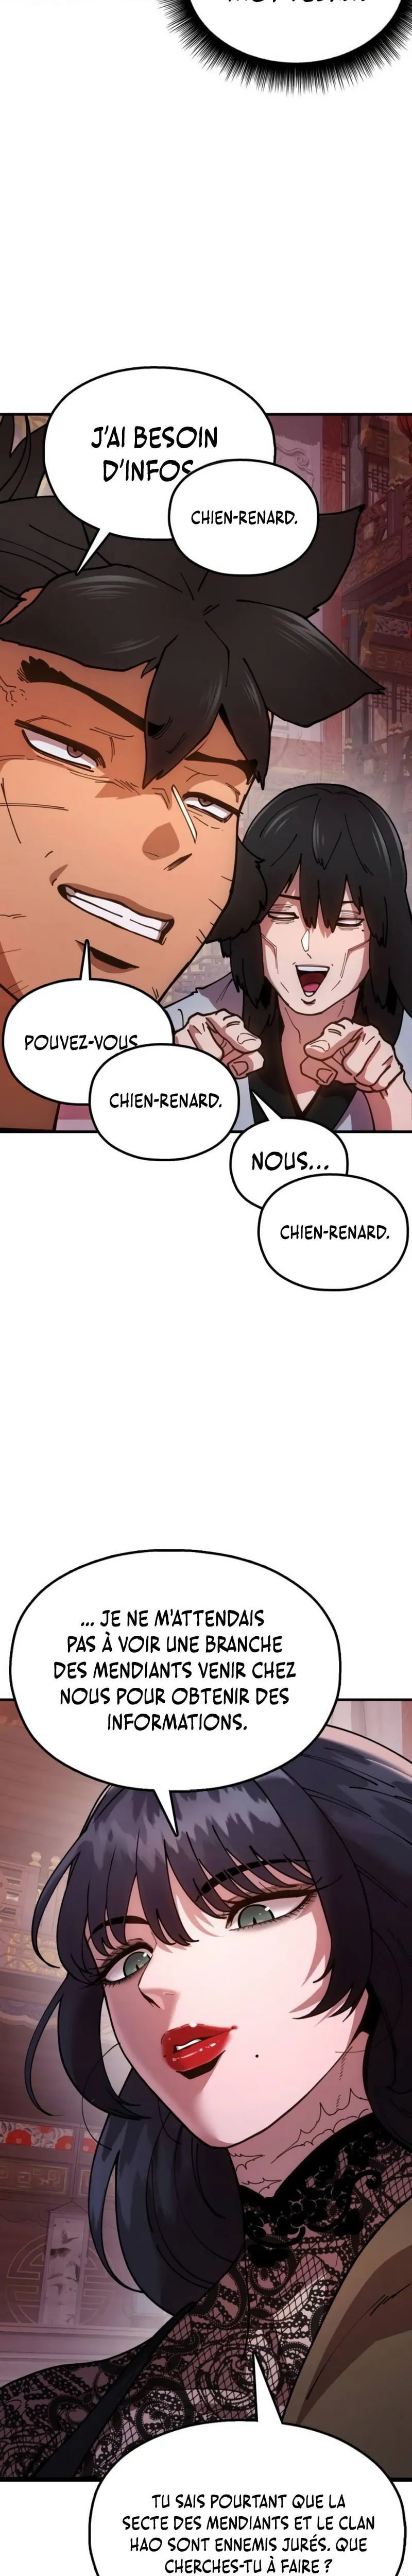 J'AI BESOIN
D'INFOS
CHIEN-RENARD.
POUVEZ-VOUS
CHIEN-RENARD.
NOUS...
CHIEN-RENARD.
... JE NE M'ATTENDAIS
PAS À VOIR UNE BRANCHE
DES MENDIANTS VENIR CHEZ
NOUS POUR OBTENIR DES
INFORMATIONS.
TU SAIS POURTANT QUE LA
SECTE DES MENDIANTS ET LE CLAN
HAO SONT ENNEMIS JURÉS. QUE
CHERCHES-TU À FAIRE ?